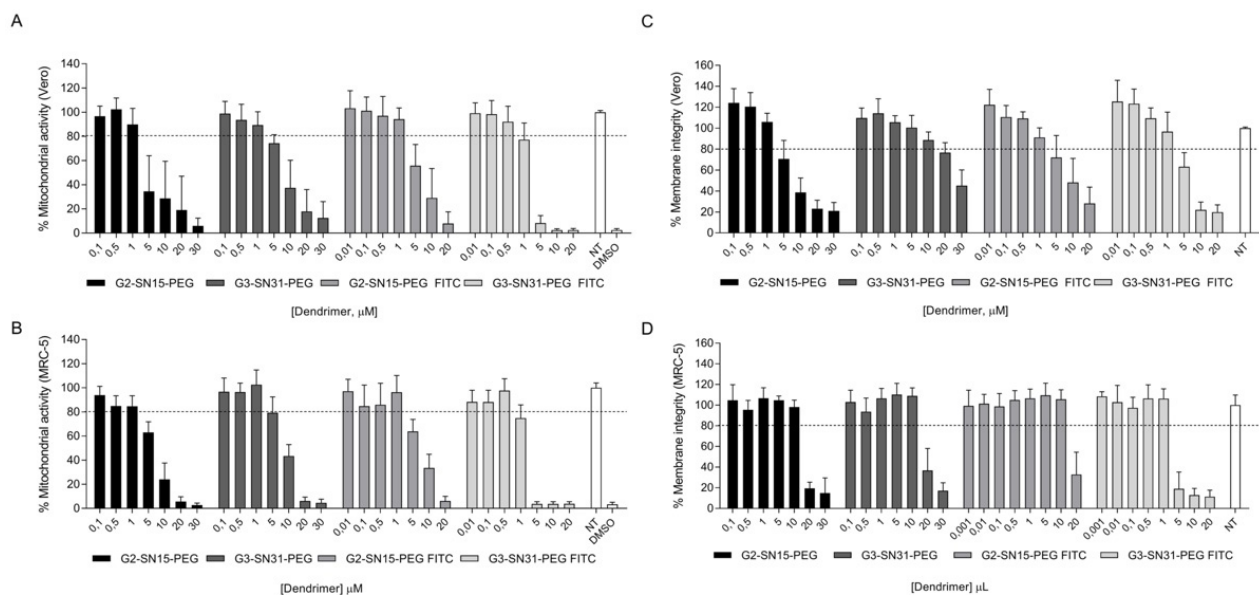 A
% Mitochondrial activity (Vero)
140
120
100
80
60
40
20
0
0,1 0,5 1 5 10 20 30 0,1 0,5 1 5 10 20 30 0,01 0,1 0,5 1 5 10 20 0,01 0,1 0,5 1 5 10 20 NT DMSO
G2-SN15-PEG G3-SN31-PEG G2-SN15-PEG FITC G3-SN31-PEG FITC
[Dendrimer, μM]
B
% Mitochondrial activity (MRC-5)
140
120
100
80
60
40
20
0
0,1 0,5 1 5 10 20 30 0,1 0,5 1 5 10 20 30 0,01 0,1 0,5 1 5 10 20 0,01 0,1 0,5 1 5 10 20 NT DMSO
G2-SN15-PEG G3-SN31-PEG G2-SN15-PEG FITC G3-SN31-PEG FITC
[Dendrimer] μM
C
% Membrane integrity (Vero)
160
140
120
100
80
60
40
20
0
0,1 0,5 1 5 10 20 30 0,1 0,5 1 5 10 20 30 0,01 0,1 0,5 1 5 10 20 0,01 0,1 0,5 1 5 10 20 NT
G2-SN15-PEG G3-SN31-PEG G2-SN15-PEG FITC G3-SN31-PEG FITC
[Dendrimer, μM]
D
% Membrane integrity (MRC-5)
160
140
120
100
80
60
40
20
0
0,1 0,5 1 5 10 20 30 0,1 0,5 1 5 10 20 30 0,001 0,01 0,1 0,5 1 5 10 20 0,001 0,01 0,1 0,5 1 5 10 20 NT
G2-SN15-PEG G3-SN31-PEG G2-SN15-PEG FITC G3-SN31-PEG FITC
[Dendrimer] μL